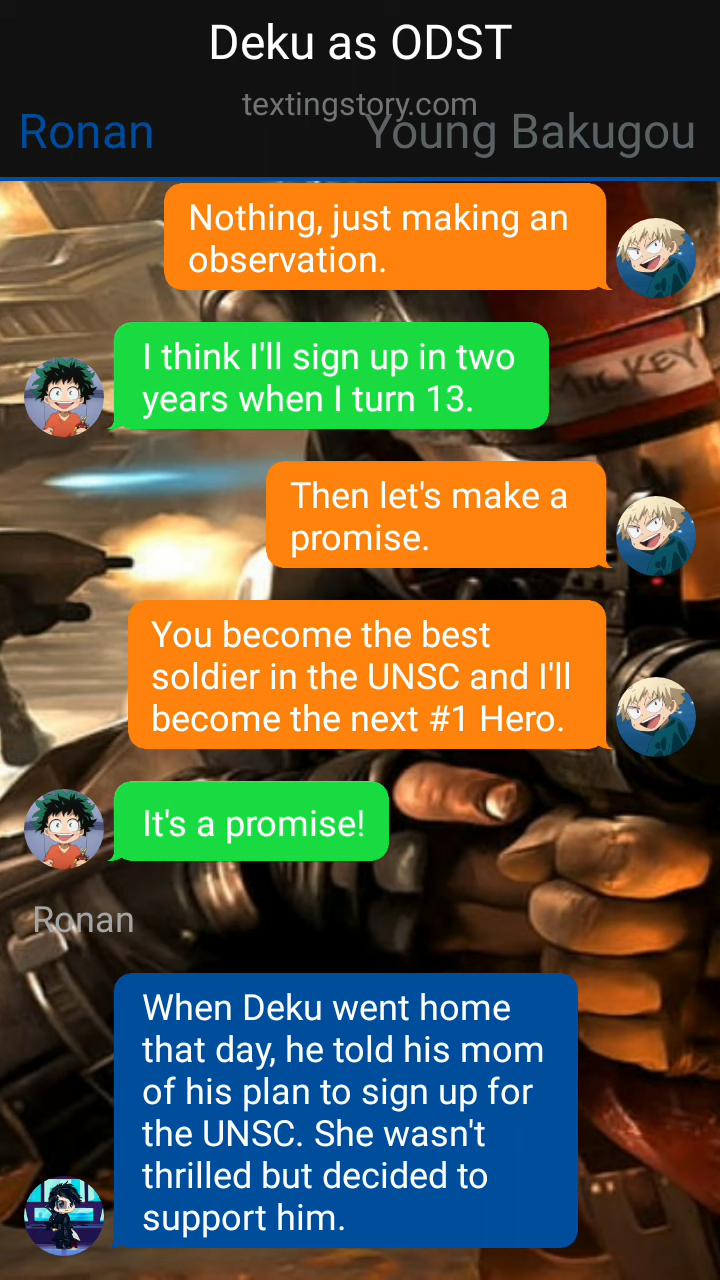 Deku as ODST
textingstory.com
Ronan
Young Bakugou
Nothing, just making an
observation.
I think I'll sign up in two
years when I turn 13.
MICKEY
Then let's make a
promise.
You become the best
soldier in the UNSC and I'll
become the next #1 Hero.
It's a promise!
Ronan
When Deku went home
that day, he told his mom
of his plan to sign up for
the UNSC. She wasn't
thrilled but decided to
support him.